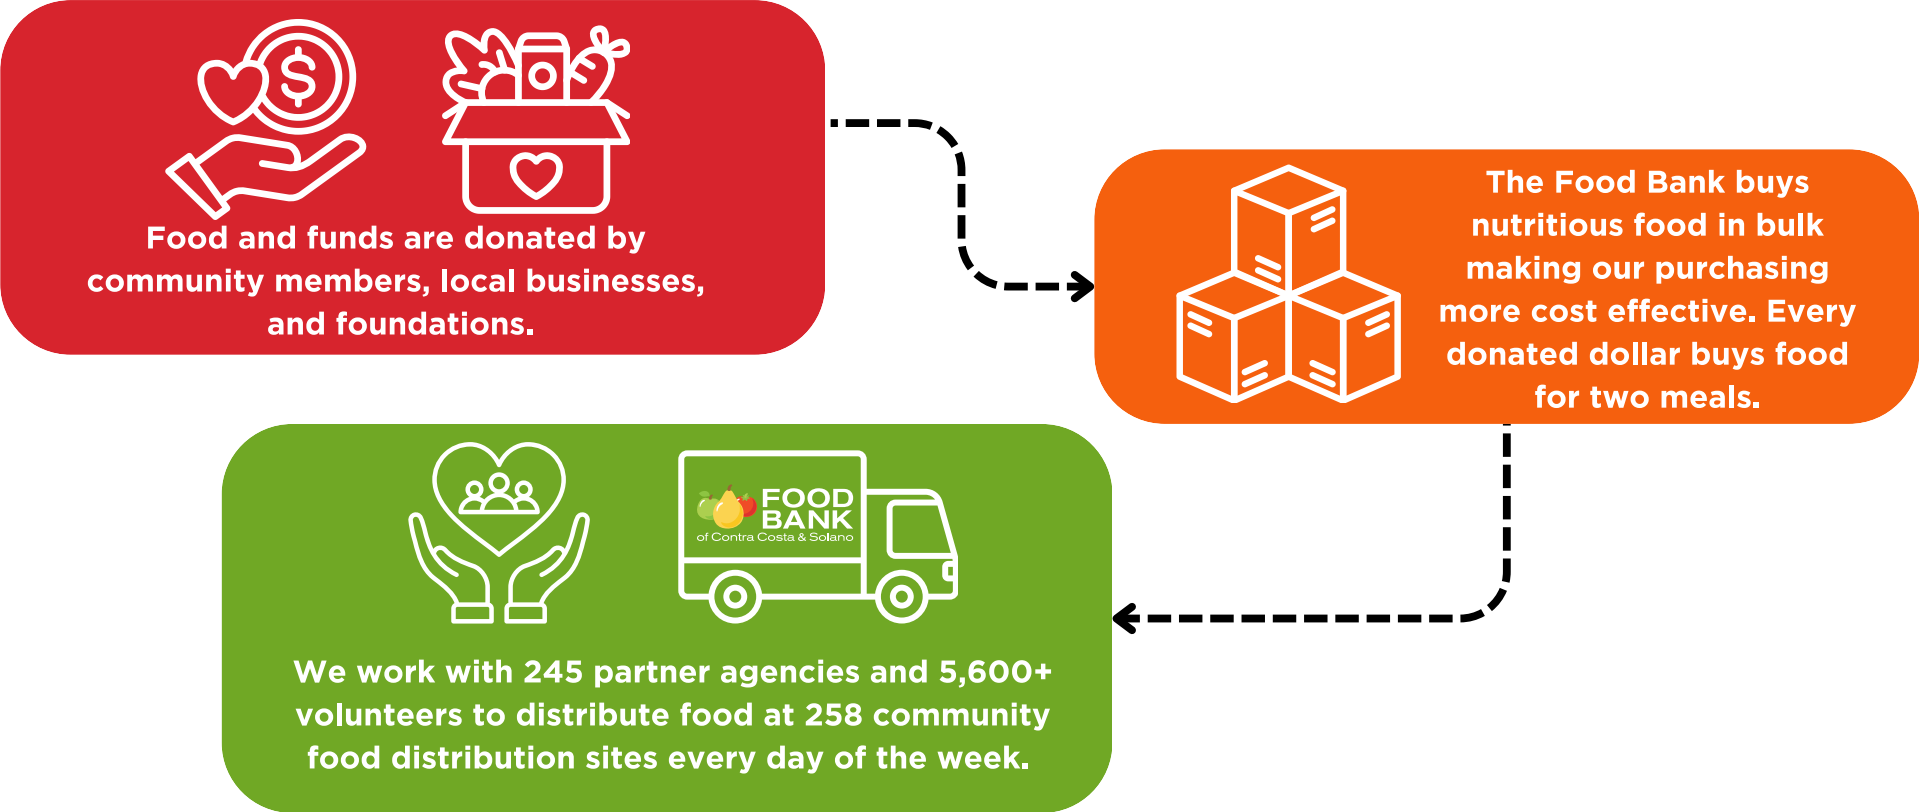 $
Food and funds are donated by
community members, local businesses,
and foundations.
The Food Bank buys
nutritious food in bulk
making our purchasing
more cost effective. Every
donated dollar buys food
for two meals.
FOOD
BANK
of Contra Costa & Solano
We work with 245 partner agencies and 5,600+
volunteers to distribute food at 258 community
food distribution sites every day of the week.